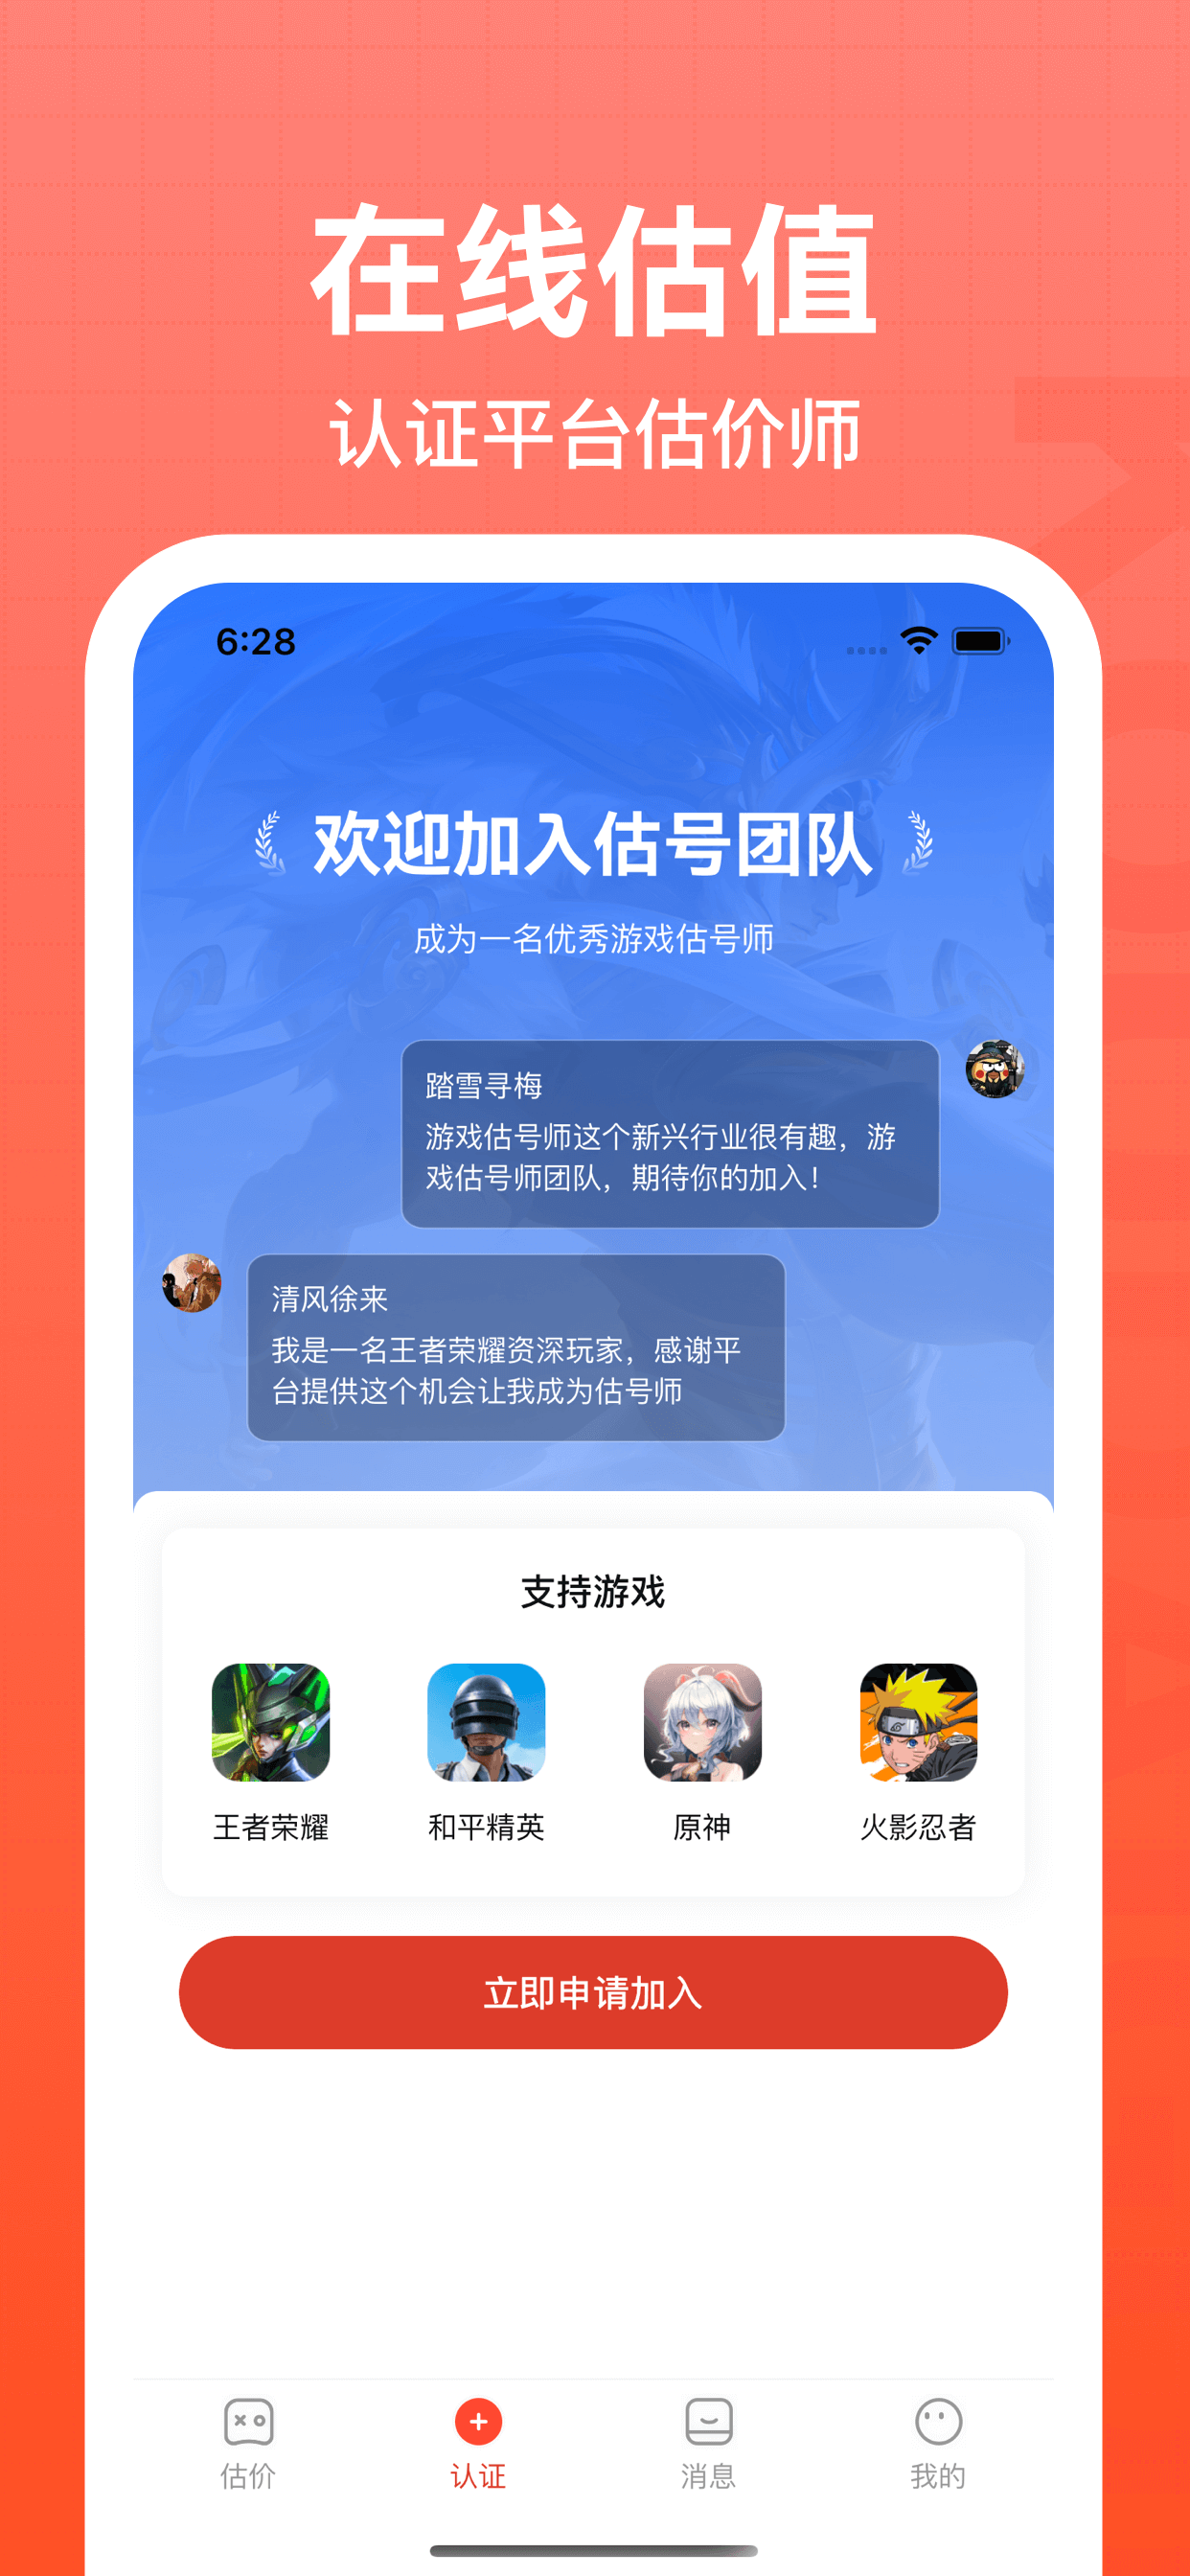 在线估值
认证平台估价师
6:28
欢迎加入估号团队
成为一名优秀游戏估号师
踏雪寻梅
游戏估号师这个新兴行业很有趣，游
戏估号师团队，期待你的加入！
清风徐来
我是一名王者荣耀资深玩家，感谢平
台提供这个机会让我成为估号师
支持游戏
王者荣耀 和平精英 原神 火影忍者
立即申请加入
估价 认证 消息 我的